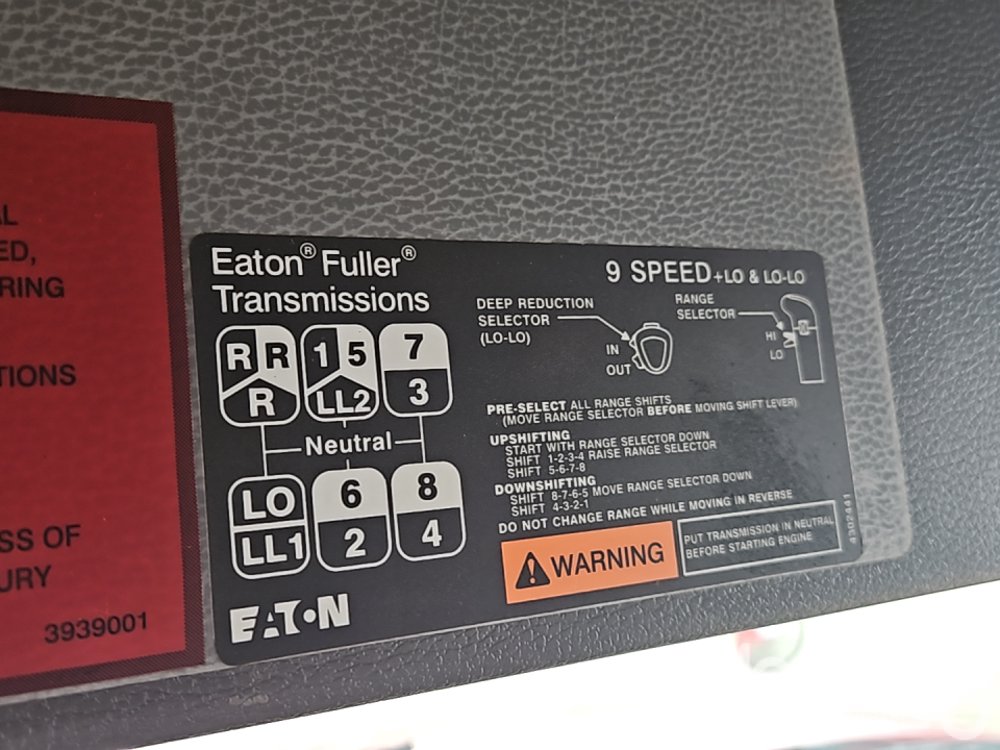 AL
ED,
RING
TIONS
SS OF
URY
3939001
Eaton® Fuller®
Transmissions
R R
R
1 5
LL2
7
3
Neutral
LO
LL1
6
2
8
4
EATON
9 SPEED +LO & LO-LO
DEEP REDUCTION
SELECTOR
(LO-LO)
IN
OUT
RANGE
SELECTOR
HI
LO
PRE-SELECT ALL RANGE SHIFTS
(MOVE RANGE SELECTOR BEFORE MOVING SHIFT LEVER)
UPSHIFTING
START WITH RANGE SELECTOR DOWN
SHIFT 1-2-3-4 RAISE RANGE SELECTOR
SHIFT 5-6-7-8
DOWNSHIFTING
SHIFT 8-7-6-5 MOVE RANGE SELECTOR DOWN
SHIFT 4-3-2-1
DO NOT CHANGE RANGE WHILE MOVING IN REVERSE
WARNING
PUT TRANSMISSION IN NEUTRAL
BEFORE STARTING ENGINE